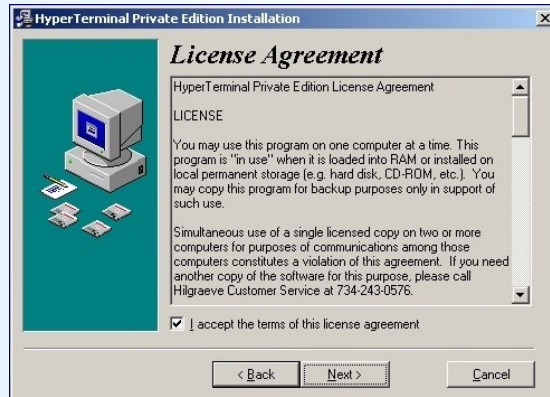 HyperTerminal Private Edition Installation
License Agreement
HyperTerminal Private Edition License Agreement
LICENSE
You may use this program on one computer at a time. This
program is "in use" when it is loaded into RAM or installed on
local permanent storage (e.g. hard disk, CD-ROM, etc.). You
may copy this program for backup purposes only in support of
such use.
Simultaneous use of a single licensed copy on two or more
computers for purposes of communications among those
computers constitutes a violation of this agreement. If you need
another copy of the software for this purpose, please call
Hilgraeve Customer Service at 734-243-0576.
I accept the terms of this license agreement
< Back
Next >
Cancel